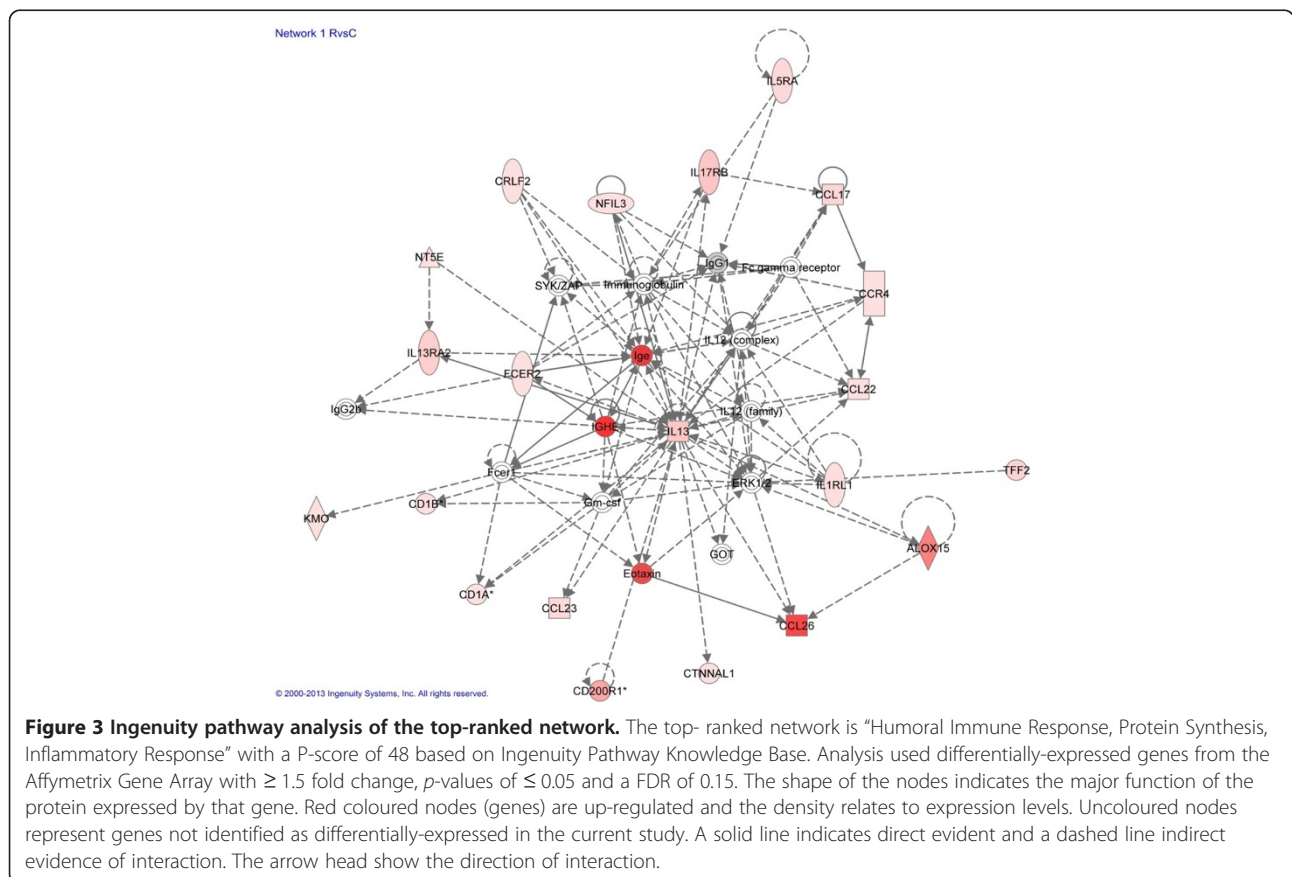 Network 1 RvsC
IL5RA
IL17RB
CRLF2
CCL17
NFIL3
NT5E
IgG1
Fc gamma receptor
SYK/ZAP
Immunoglobulin
CCR4
IL12 (complex)
IL13RA2
Ige
FCER2
CCL22
IgG2b
IL12 (family)
IGHE
IL13
Fcer1
ERK1/2
IL1RL1
TFF2
KMO
CD1B*
Gm-csf
ALOX15
GOT
Eotaxin
CD1A*
CCL23
CCL26
CTNNAL1
CD200R1*
© 2000-2013 Ingenuity Systems, Inc. All rights reserved.
Figure 3 Ingenuity pathway analysis of the top-ranked network. The top- ranked network is “Humoral Immune Response, Protein Synthesis,
Inflammatory Response” with a P-score of 48 based on Ingenuity Pathway Knowledge Base. Analysis used differentially-expressed genes from the
Affymetrix Gene Array with ≥ 1.5 fold change, p-values of ≤ 0.05 and a FDR of 0.15. The shape of the nodes indicates the major function of the
protein expressed by that gene. Red coloured nodes (genes) are up-regulated and the density relates to expression levels. Uncoloured nodes
represent genes not identified as differentially-expressed in the current study. A solid line indicates direct evident and a dashed line indirect
evidence of interaction. The arrow head show the direction of interaction.